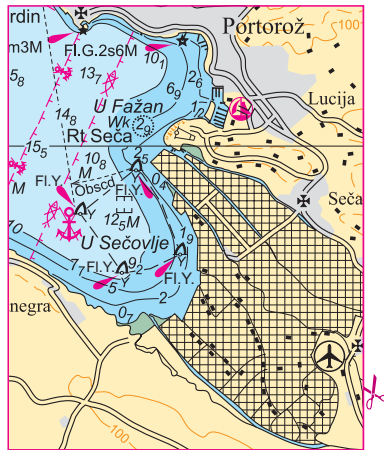 rdin
Portorož
100
m3M
Fl.G.2s6M
10₁
5₈
13₇
2₆
6₉
U Fažan
17
Lucija
14₈
Wk
2₉
Rt Seča
15₅
10₈
2₅
M
M
Fl.Y.
Obscd
Fl.Y.
0₄
Seča
Y
12₅M
10
U Sečovlje
1₉
Y
7₇
Fl.Y.
9₂
Y
Fl.Y.
5
2
negra
0₇
100